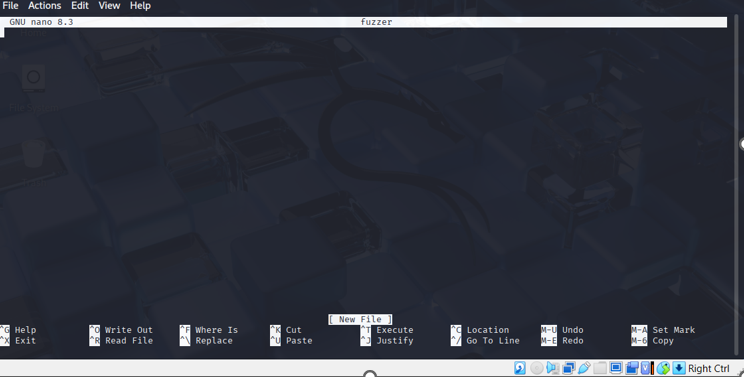 File Actions Edit View Help
GNU nano 8.3 fuzzer
[ New File ]
^G Help ^O Write Out ^F Where Is ^K Cut ^T Execute ^C Location M-U Undo M-A Set Mark
^X Exit ^R Read File ^\ Replace ^U Paste ^J Justify ^/ Go To Line M-E Redo M-6 Copy
Right Ctrl